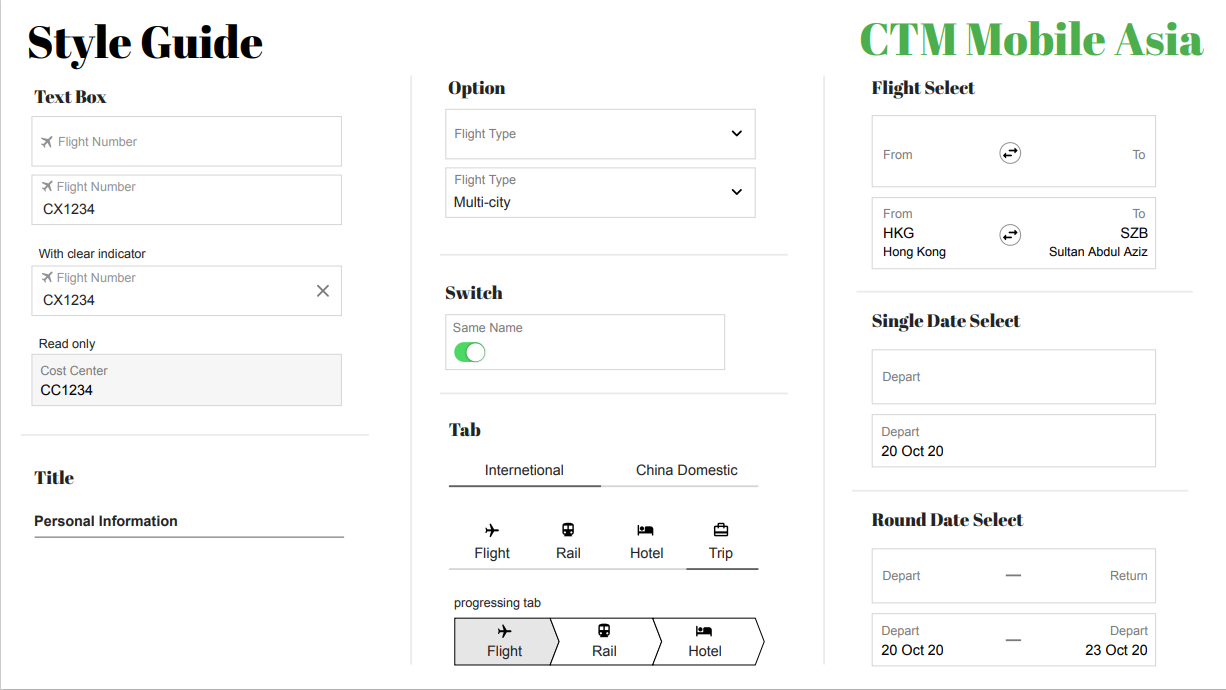 Style Guide
CTM Mobile Asia
Text Box
Flight Number
Flight Number
CX1234
With clear indicator
Flight Number
CX1234
Read only
Cost Center
CC1234
Title
Personal Information
Option
Flight Type
Flight Type
Multi-city
Switch
Same Name
Tab
Internetional China Domestic
Flight Rail Hotel Trip
progressing tab
Flight Rail Hotel
Flight Select
From To
From To
HKG SZB
Hong Kong Sultan Abdul Aziz
Single Date Select
Depart
Depart
20 Oct 20
Round Date Select
Depart — Return
Depart — Depart
20 Oct 20 23 Oct 20